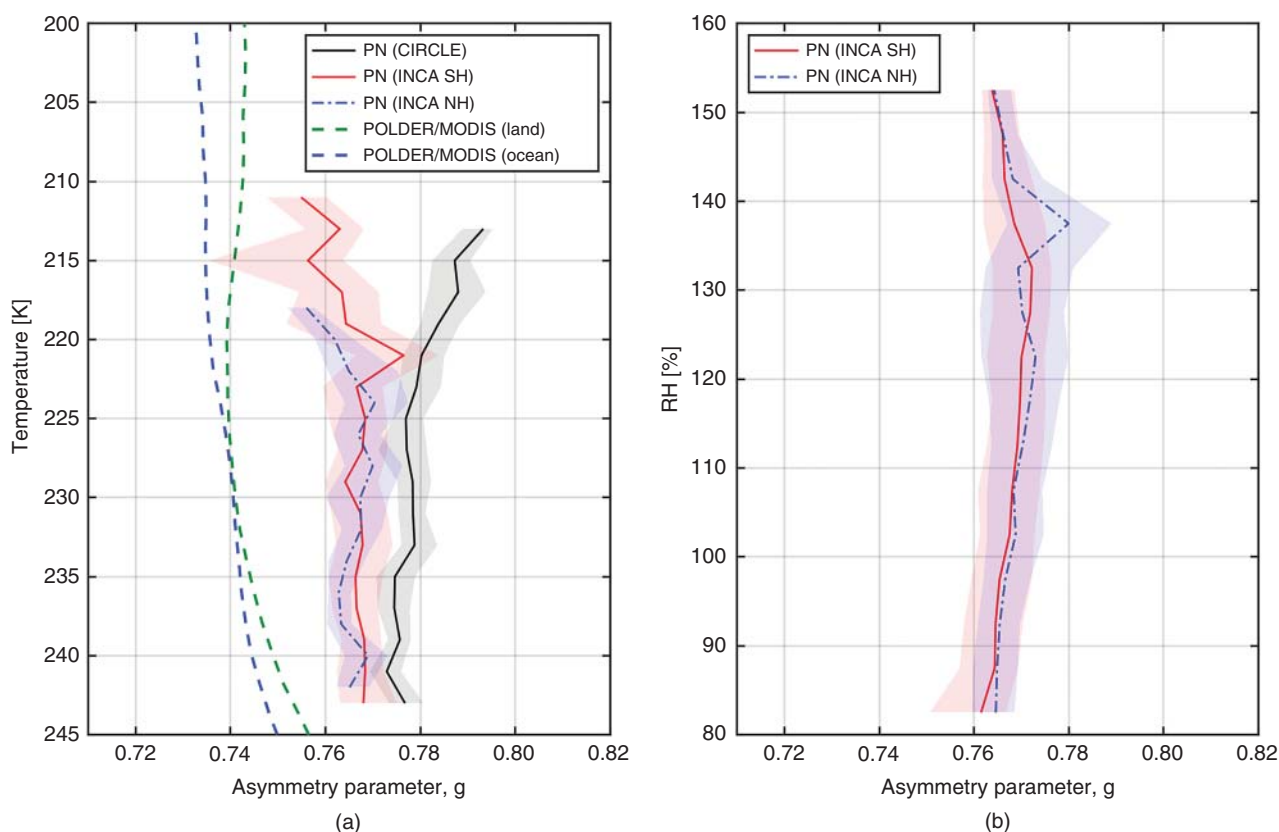 200
205
210
215
220
225
230
235
240
245
Temperature [K]
PN (CIRCLE)
PN (INCA SH)
PN (INCA NH)
POLDER/MODIS (land)
POLDER/MODIS (ocean)
0.72
0.74
0.76
0.78
0.80
0.82
Asymmetry parameter, g
(a)
160
150
140
130
120
110
100
90
80
RH [%]
PN (INCA SH)
PN (INCA NH)
0.72
0.74
0.76
0.78
0.80
0.82
Asymmetry parameter, g
(b)